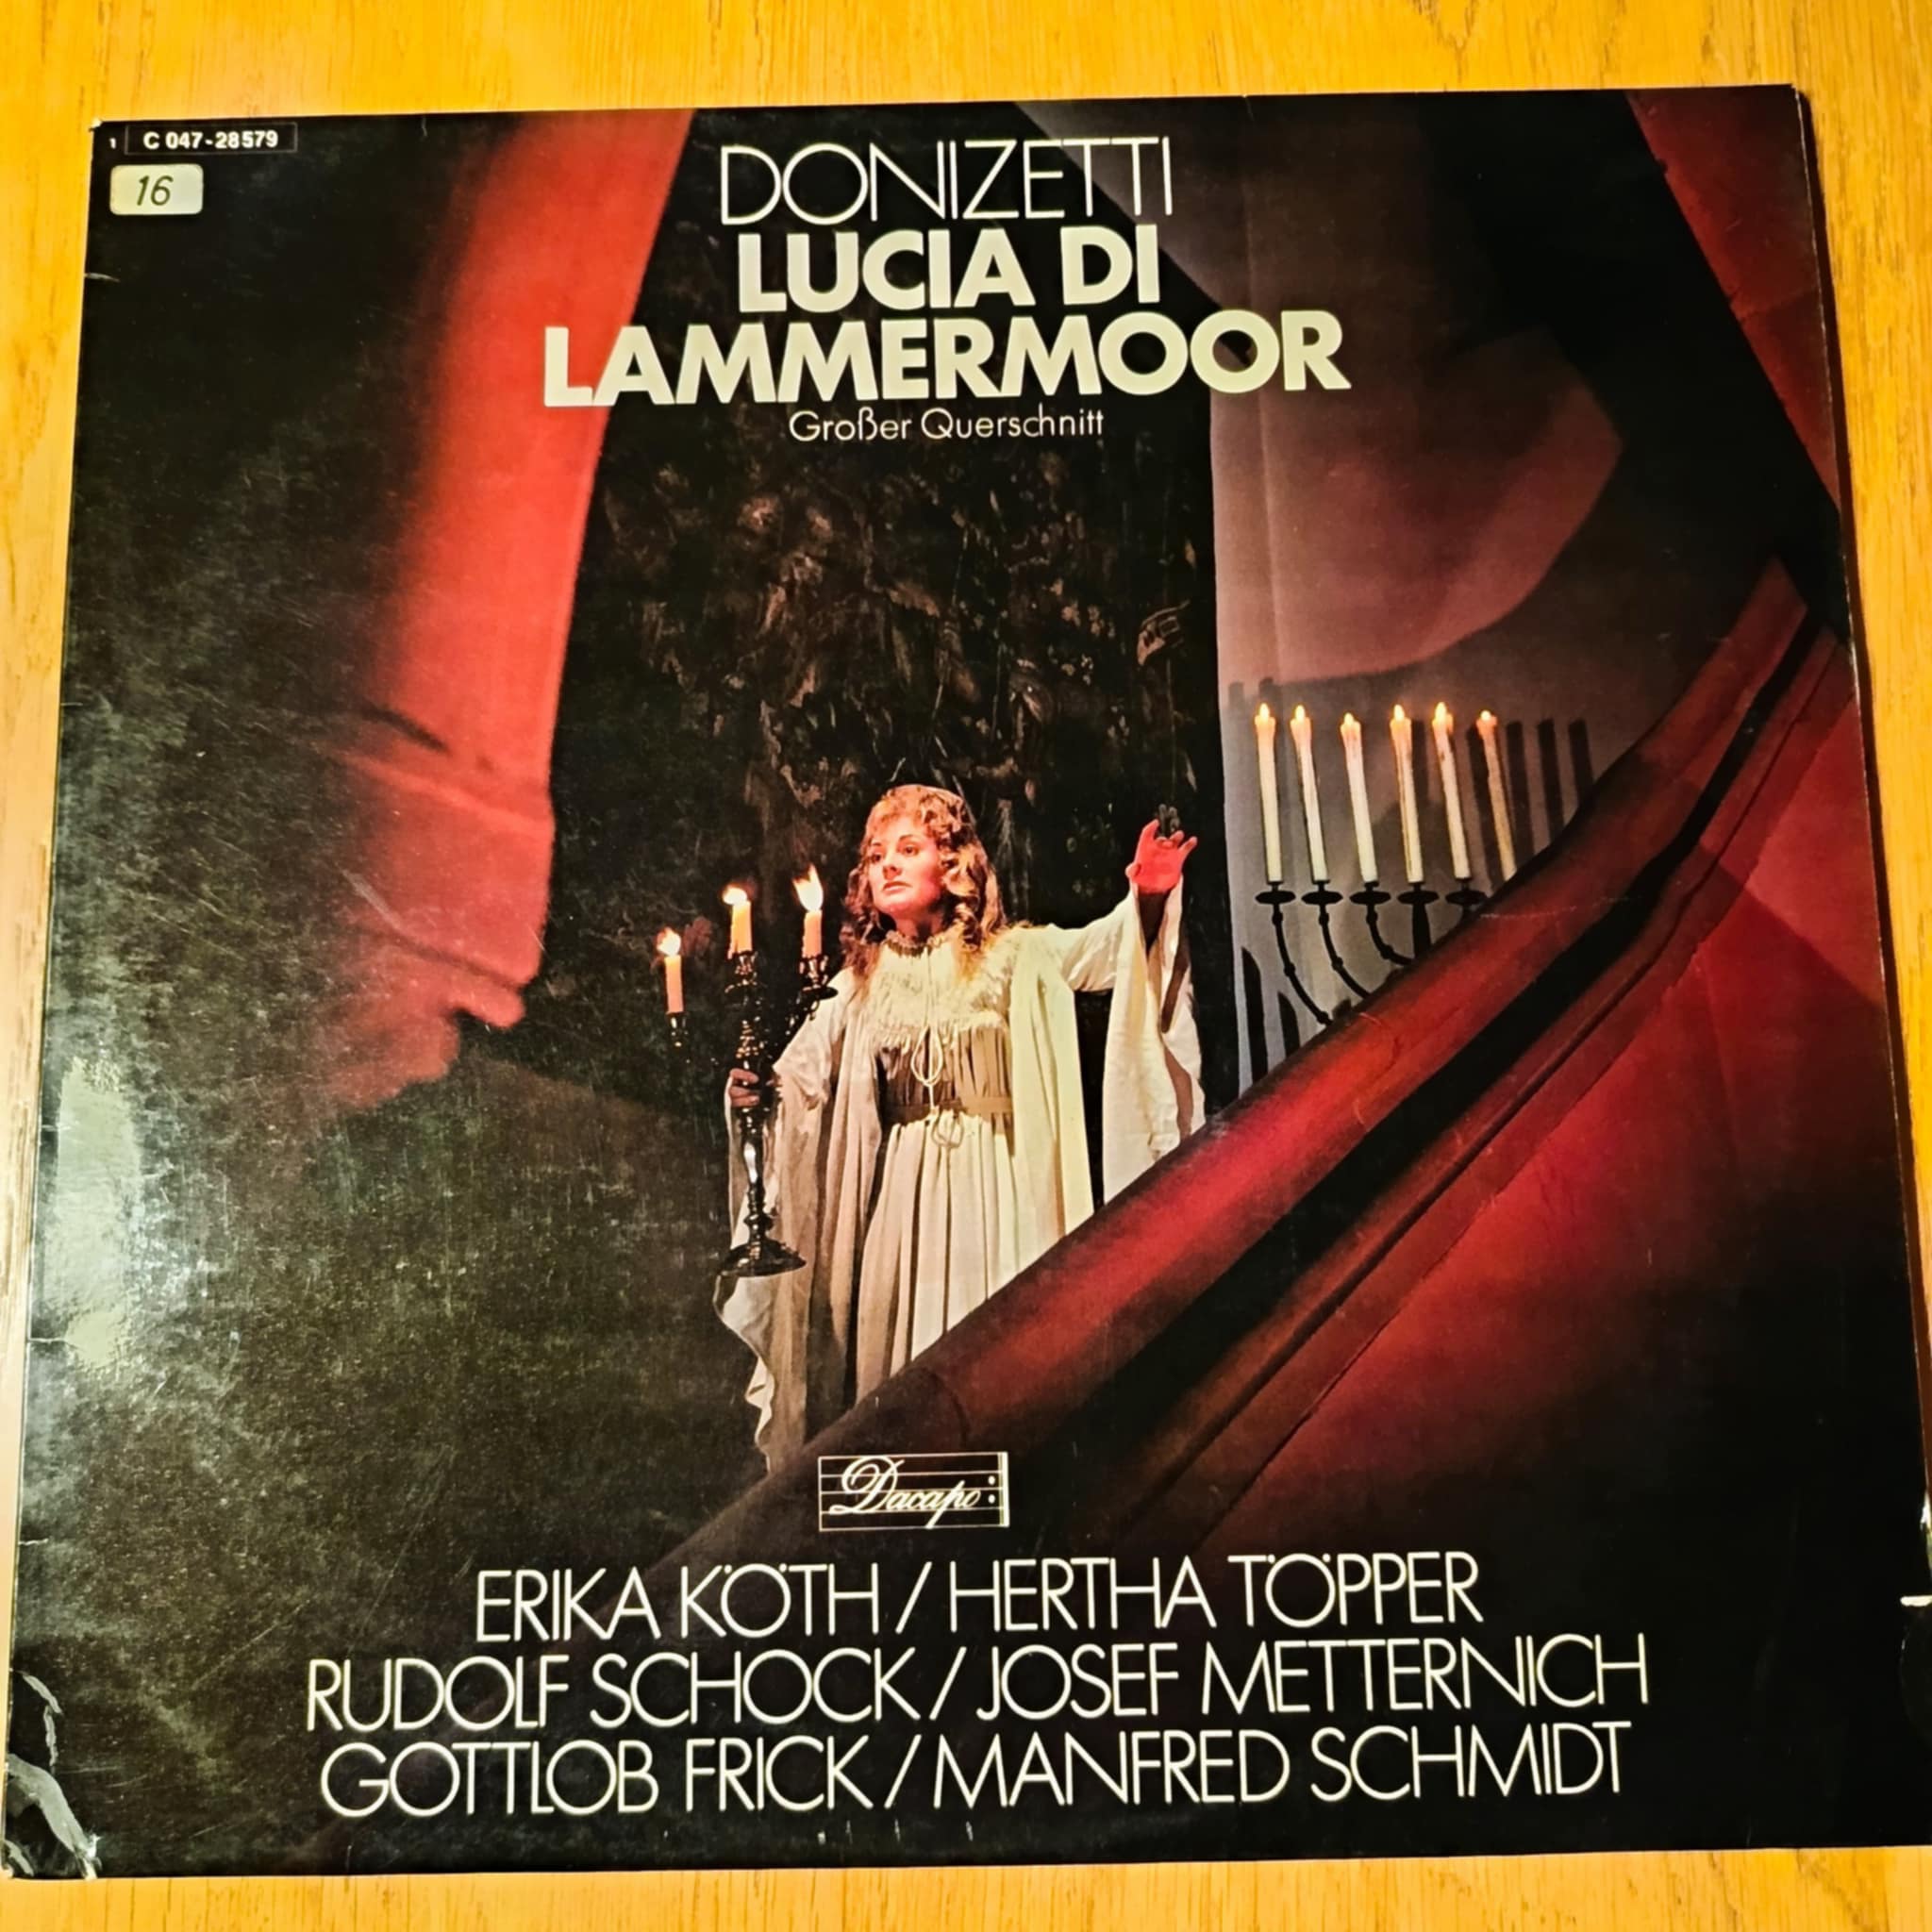 1 C 047-28579
16
DONIZETTI
LUCIA DI
LAMMERMOOR
Großer Querschnitt
Dacapo
ERIKA KÖTH / HERTHA TÖPPER
RUDOLF SCHOCK / JOSEF METTERNICH
GOTTLOB FRICK / MANFRED SCHMIDT